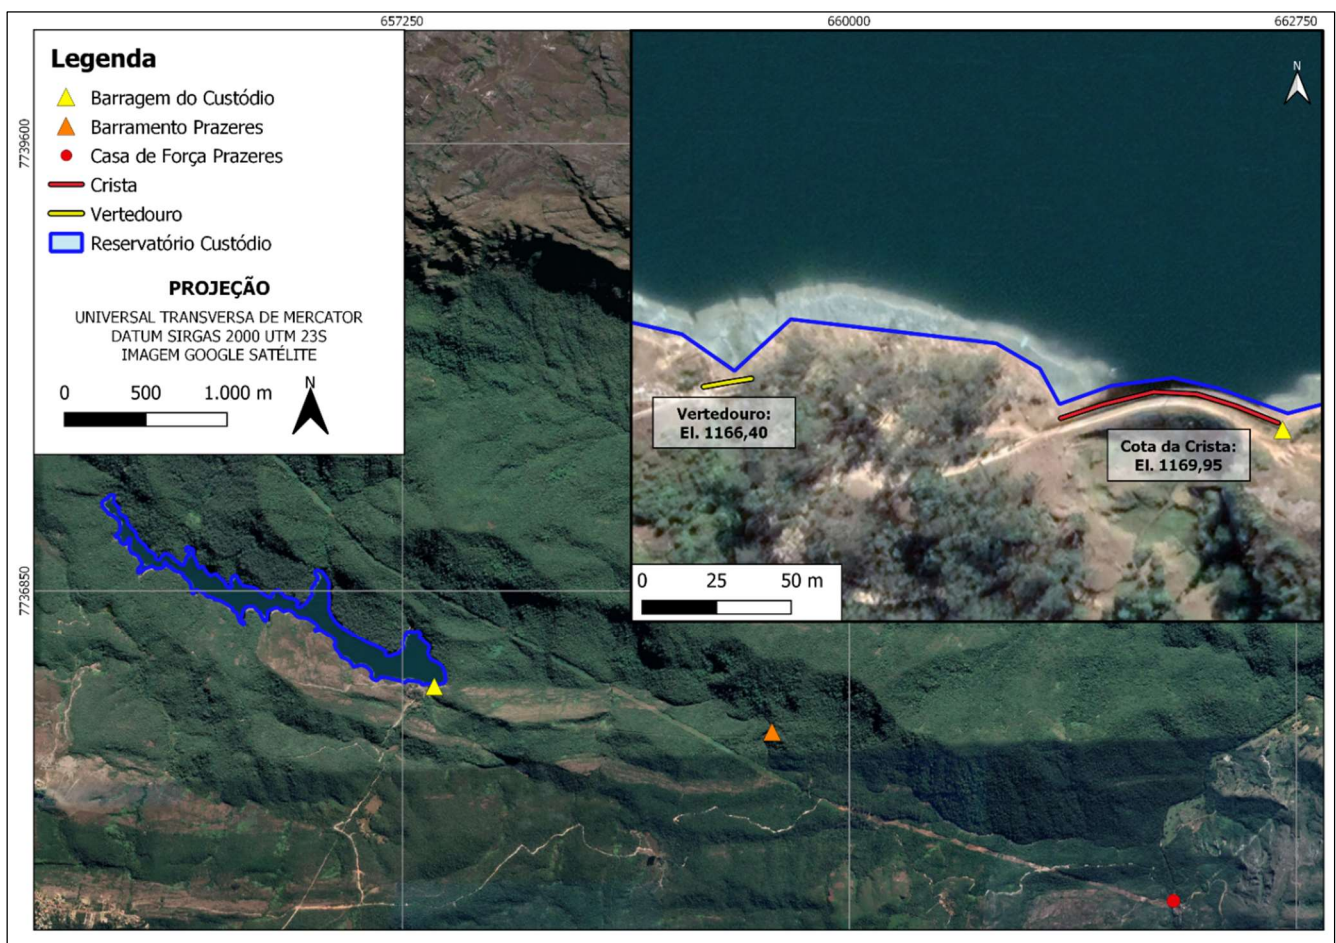 657250
660000
662750
7739600
7736850
Legenda
Barragem do Custódio
Barramento Prazeres
Casa de Força Prazeres
Crista
Vertedouro
Reservatório Custódio
PROJEÇÃO
UNIVERSAL TRANSVERSA DE MERCATOR
DATUM SIRGAS 2000 UTM 23S
IMAGEM GOOGLE SATÉLITE
0 500 1.000 m
N
N
Vertedouro:
El. 1166,40
Cota da Crista:
El. 1169,95
0 25 50 m